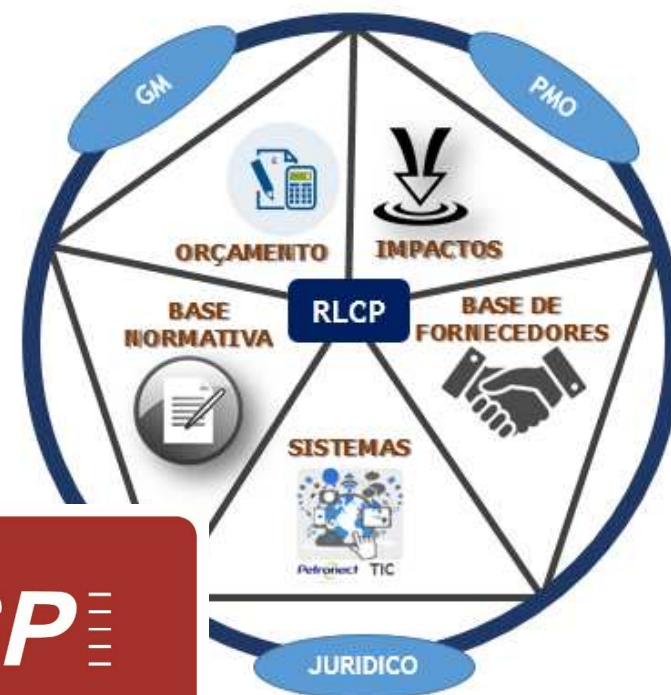 GM
PMO
ORÇAMENTO
IMPACTOS
BASE
NORMATIVA
RLCP
BASE DE
FORNECEDORES
SISTEMAS
Petronect TIC
JURIDICO